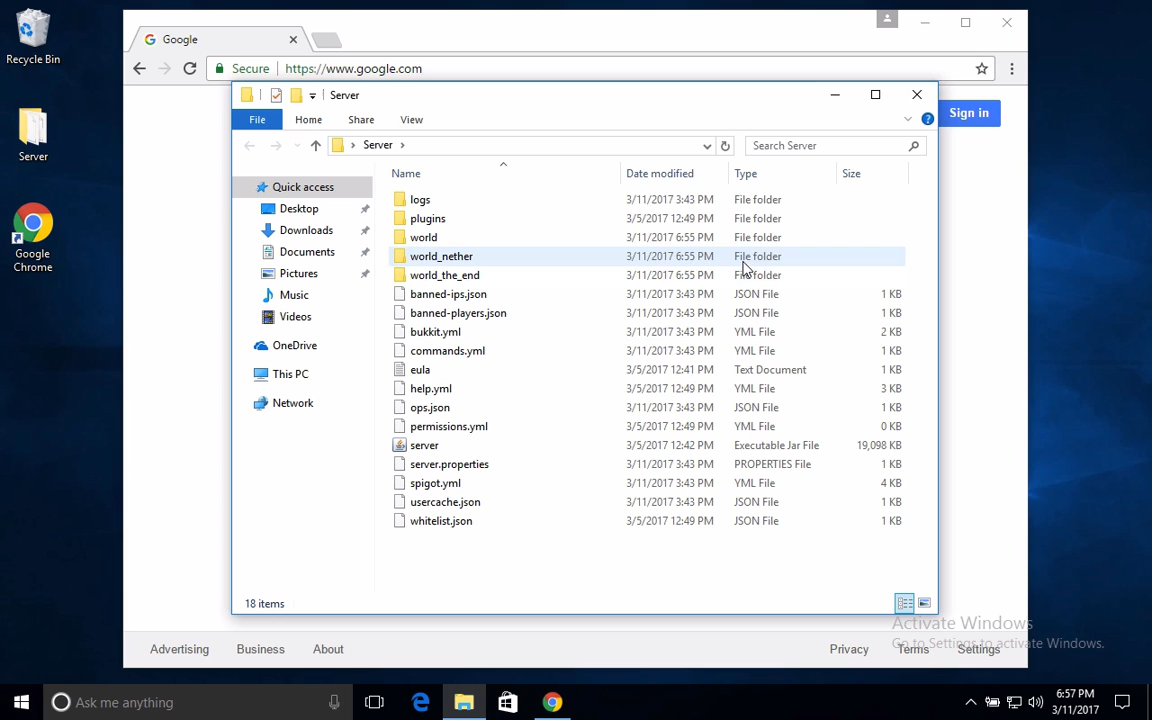 Recycle Bin
Server
Google
Chrome
Google
Secure
https://www.google.com
Sign in
Server
File
Home
Share
View
Server
Search Server
Quick access
Desktop
Downloads
Documents
Pictures
Music
Videos
OneDrive
This PC
Network
Name Date modified Type Size
logs 3/11/2017 3:43 PM File folder
plugins 3/5/2017 12:49 PM File folder
world 3/11/2017 6:55 PM File folder
world_nether 3/11/2017 6:55 PM File folder
world_the_end 3/11/2017 6:55 PM File folder
banned-ips.json 3/11/2017 3:43 PM JSON File 1 KB
banned-players.json 3/11/2017 3:43 PM JSON File 1 KB
bukkit.yml 3/11/2017 3:43 PM YML File 2 KB
commands.yml 3/11/2017 3:43 PM YML File 1 KB
eula 3/5/2017 12:41 PM Text Document 1 KB
help.yml 3/5/2017 12:49 PM YML File 3 KB
ops.json 3/11/2017 3:43 PM JSON File 1 KB
permissions.yml 3/5/2017 12:49 PM YML File 0 KB
server 3/5/2017 12:42 PM Executable Jar File 19,098 KB
server.properties 3/11/2017 3:43 PM PROPERTIES File 1 KB
spigot.yml 3/11/2017 3:43 PM YML File 4 KB
usercache.json 3/11/2017 3:43 PM JSON File 1 KB
whitelist.json 3/5/2017 12:49 PM JSON File 1 KB
18 items
Activate Windows
Go to Settings to activate Windows.
Advertising
Business
About
Privacy
Terms
Settings
Ask me anything
6:57 PM
3/11/2017